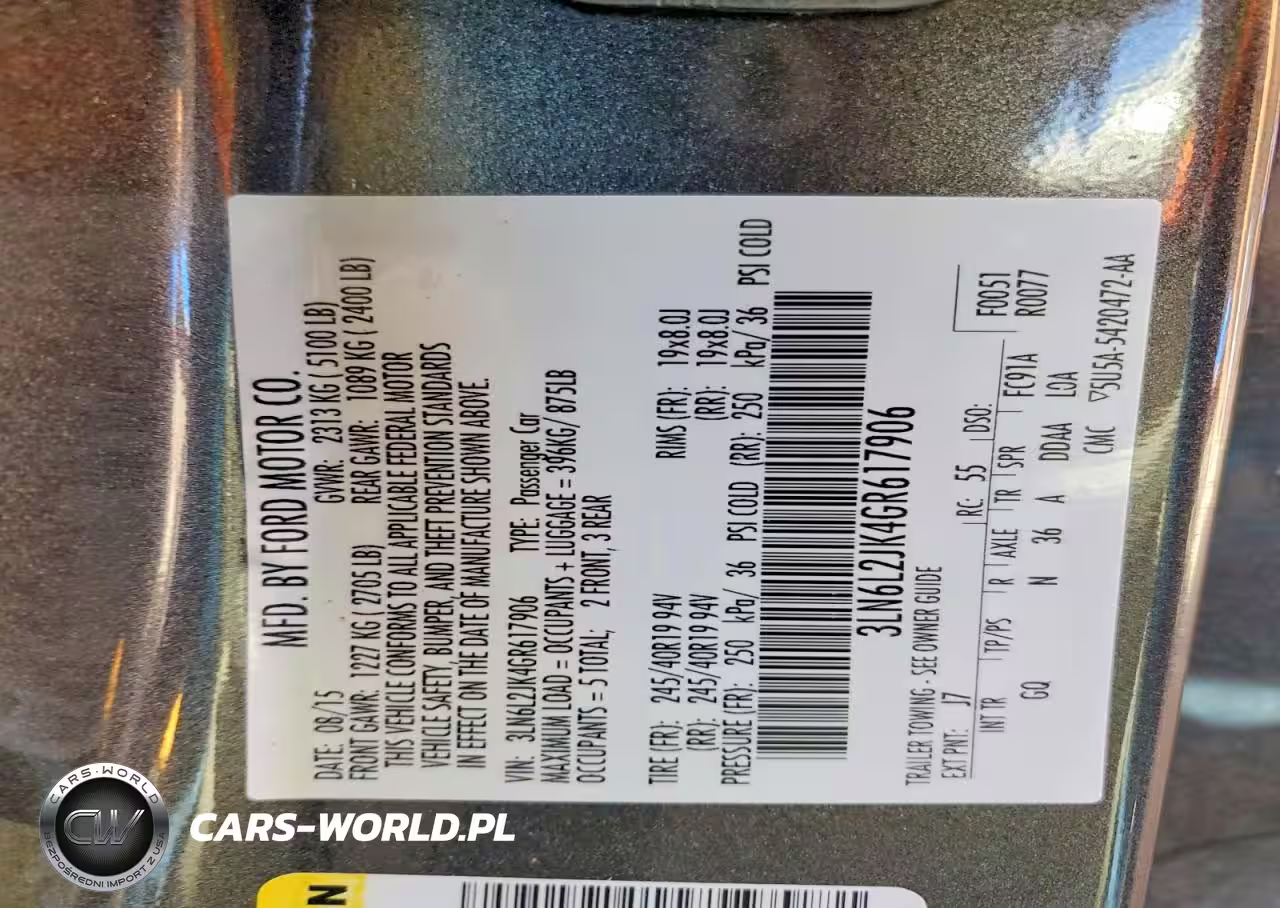 MFD. BY FORD MOTOR CO.
DATE: 08/15 GVWR: 2313 KG ( 5100 LB)
FRONT GAWR: 1227 KG ( 2705 LB) REAR GAWR: 1089 KG ( 2400 LB)
THIS VEHICLE CONFORMS TO ALL APPLICABLE FEDERAL MOTOR
VEHICLE SAFETY, BUMPER, AND THEFT PREVENTION STANDARDS
IN EFFECT ON THE DATE OF MANUFACTURE SHOWN ABOVE.
VIN: 3LN6L2JK4GR617906 TYPE: Passenger Car
MAXIMUM LOAD = OCCUPANTS + LUGGAGE = 396KG/ 875LB
OCCUPANTS = 5 TOTAL; 2 FRONT, 3 REAR
TIRE (FR): 245/40R19 94V RIMS (FR): 19x8.0J
(RR): 245/40R19 94V (RR): 19x8.0J
PRESSURE (FR): 250 kPa/ 36 PSI COLD (RR): 250 kPa/ 36 PSI COLD
3LN6L2JK4GR617906
TRAILER TOWING - SEE OWNER GUIDE
EXT PNT: J7 RC: 55 DSO: F0051
INT TR TP/PS R AXLE TR SPR FC91A R0077
GQ N 36 A DDAA LOA
CMC ▽5U5A-5420472-AA
CARS-WORLD
CW
BEZPOŚREDNI IMPORT Z USA
CARS-WORLD.PL
N